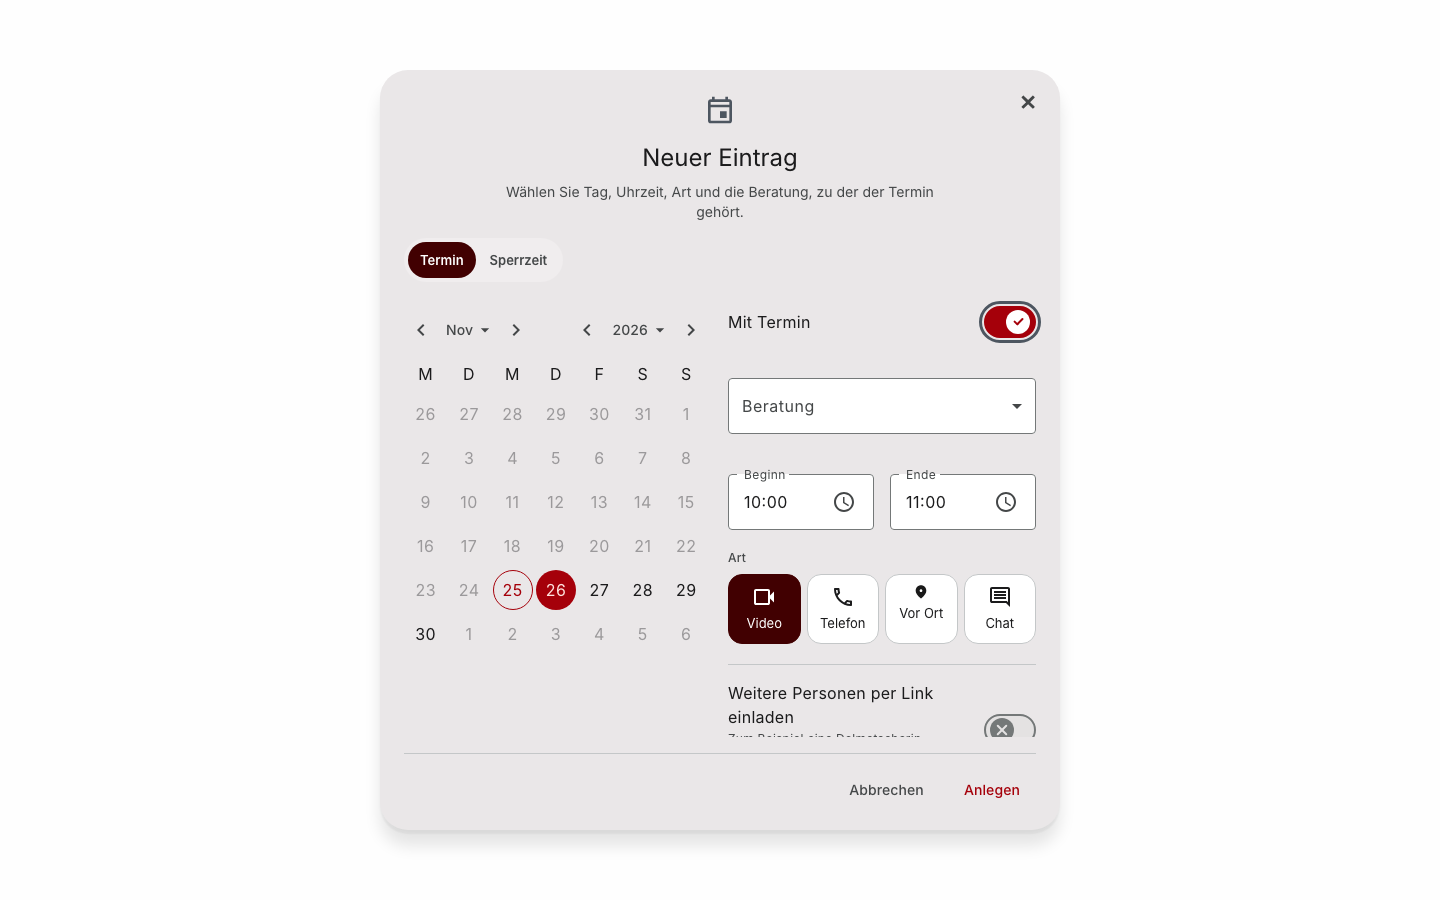 Neuer Eintrag
Wählen Sie Tag, Uhrzeit, Art und die Beratung, zu der der Termin
gehört.
Termin Sperrzeit
Nov 2026
M D M D F S S
26 27 28 29 30 31 1
2 3 4 5 6 7 8
9 10 11 12 13 14 15
16 17 18 19 20 21 22
23 24 25 26 27 28 29
30 1 2 3 4 5 6
Mit Termin
Beratung
Beginn Ende
10:00 11:00
Art
Video Telefon Vor Ort Chat
Weitere Personen per Link
einladen
Zum Beispiel eine Dolmetscherin
Abbrechen Anlegen